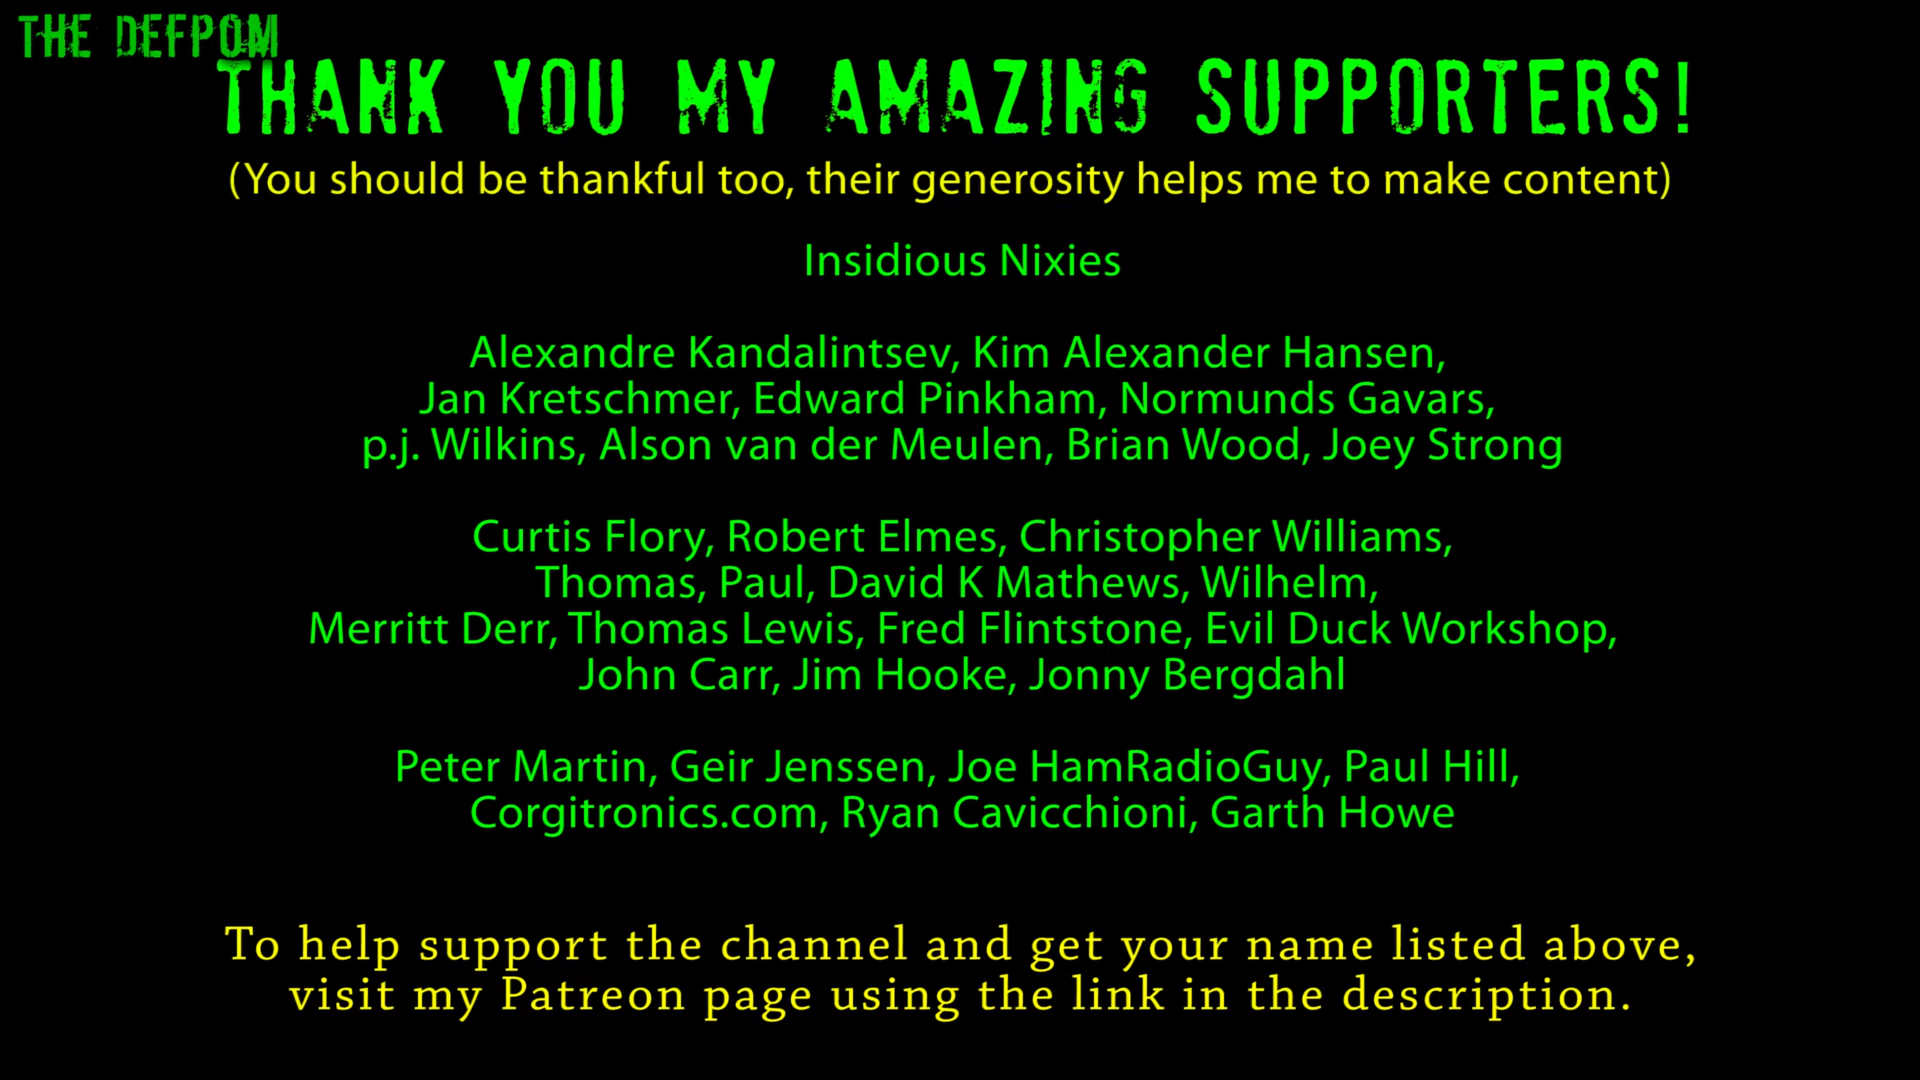 THE DEFPOM
THANK YOU MY AMAZING SUPPORTERS!
(You should be thankful too, their generosity helps me to make content)
Insidious Nixies
Alexandre Kandalintsev, Kim Alexander Hansen,
Jan Kretschmer, Edward Pinkham, Normunds Gavars,
p.j. Wilkins, Alson van der Meulen, Brian Wood, Joey Strong
Curtis Flory, Robert Elmes, Christopher Williams,
Thomas, Paul, David K Mathews, Wilhelm,
Merritt Derr, Thomas Lewis, Fred Flintstone, Evil Duck Workshop,
John Carr, Jim Hooke, Jonny Bergdahl
Peter Martin, Geir Jenssen, Joe HamRadioGuy, Paul Hill,
Corgitronics.com, Ryan Cavicchioni, Garth Howe
To help support the channel and get your name listed above,
visit my Patreon page using the link in the description.